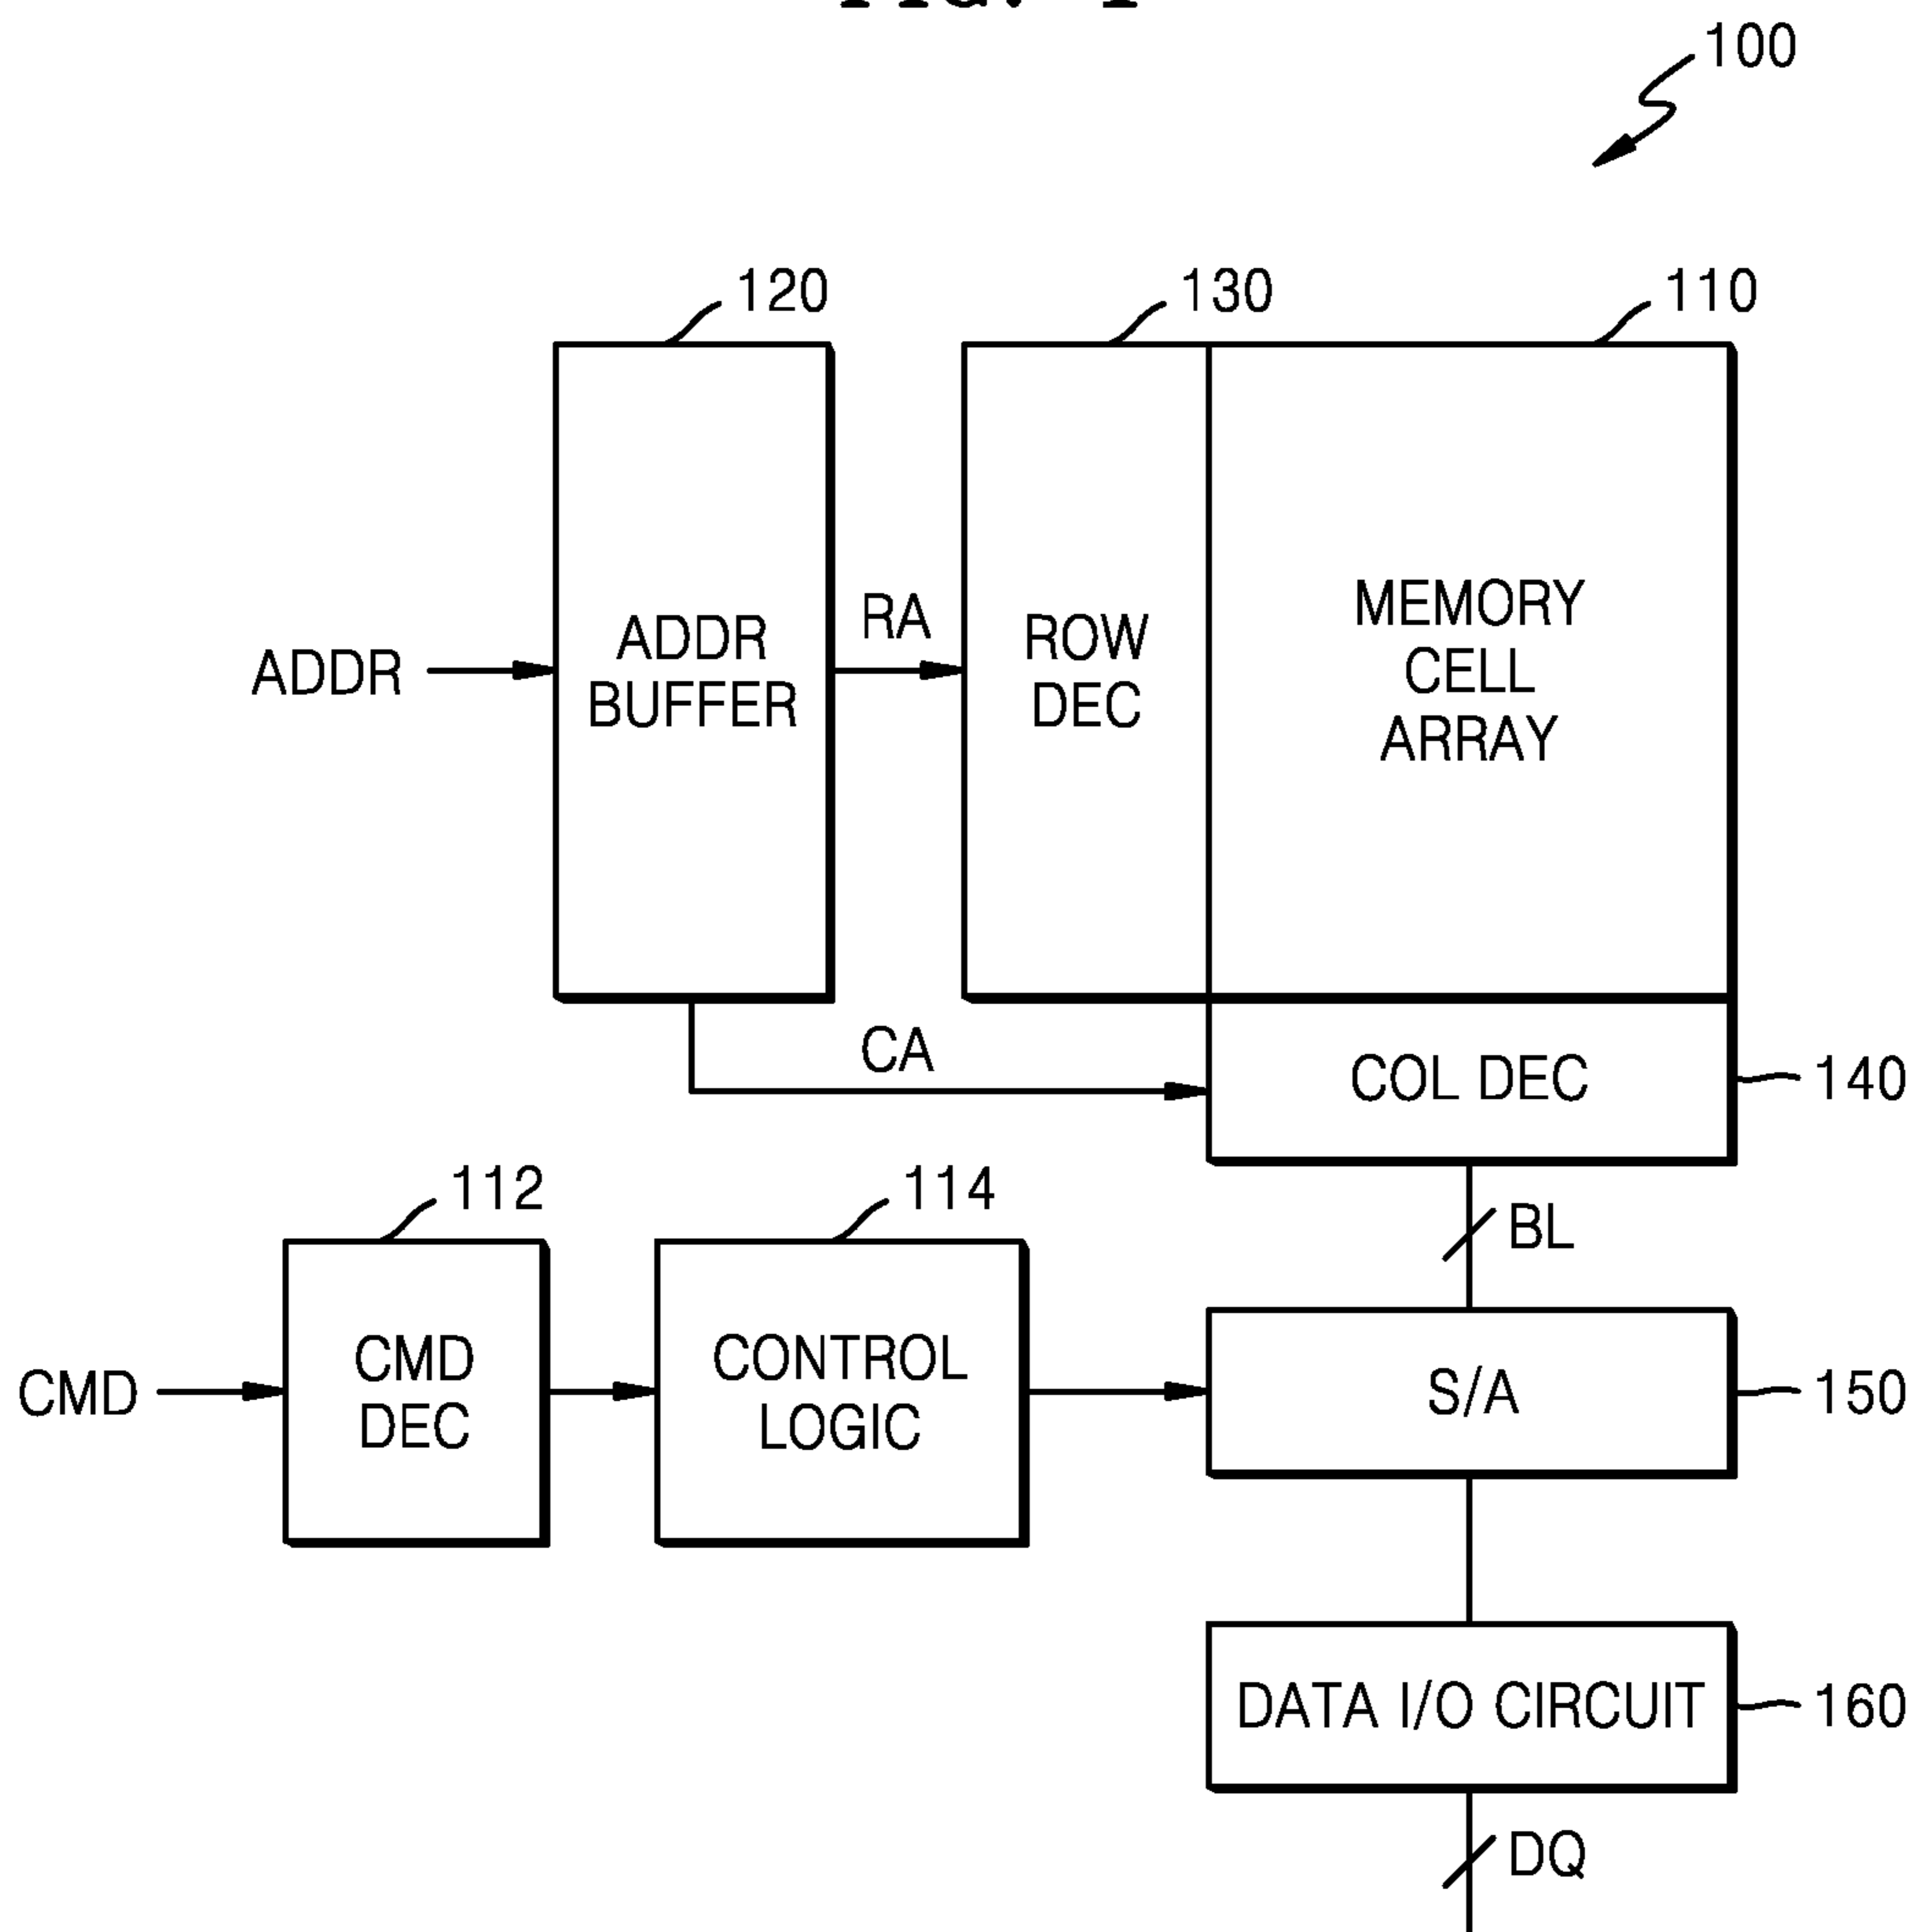 100
120
130
110
ADDR
ADDR
BUFFER
RA
ROW
DEC
MEMORY
CELL
ARRAY
CA
COL DEC
140
112
114
BL
CMD
CMD
DEC
CONTROL
LOGIC
S/A
150
DATA I/O CIRCUIT
160
DQ